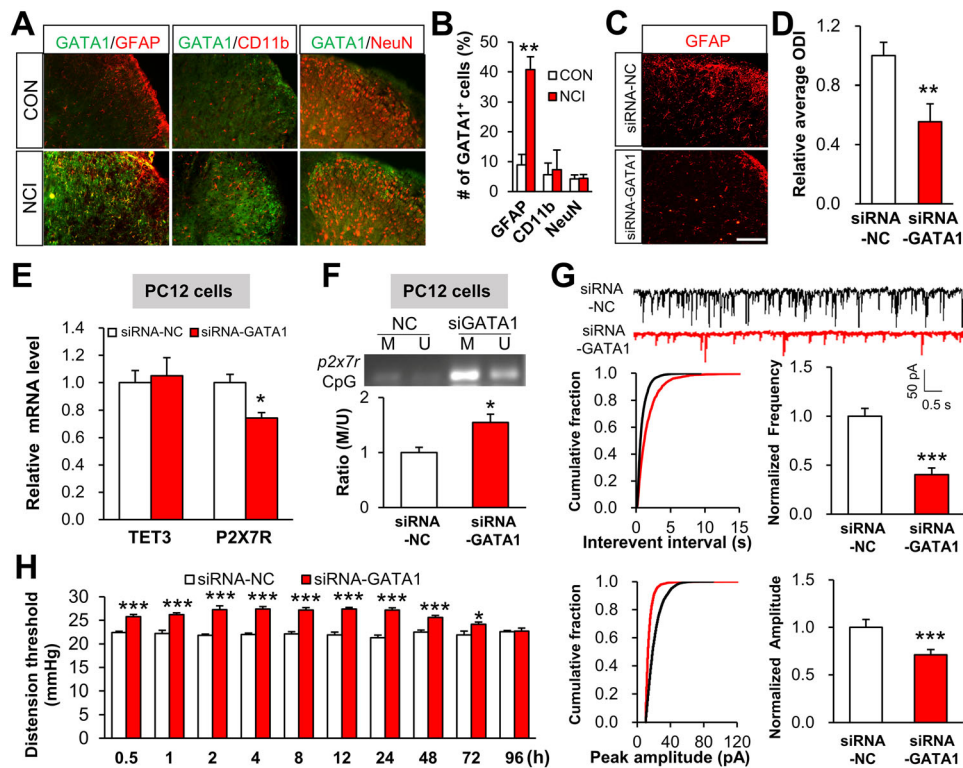 A
GATA1/GFAP
GATA1/CD11b
GATA1/NeuN
CON
NCI
B
# of GATA1+ cells (%)
50
40
30
20
10
0
**
CON
NCI
GFAP
CD11b
NeuN
C
GFAP
siRNA-NC
siRNA-GATA1
D
Relative average ODI
1.2
0.8
0.4
0
**
siRNA
-NC
siRNA
-GATA1
E
PC12 cells
Relative mRNA level
1.4
1.2
1.0
0.8
0.6
0.4
0.2
0.0
siRNA-NC
siRNA-GATA1
*
TET3
P2X7R
F
PC12 cells
NC
siGATA1
M
U
M
U
p2x7r
CpG
Ratio (M/U)
2
1
0
*
siRNA
-NC
siRNA
-GATA1
G
siRNA
-NC
siRNA
-GATA1
50 pA
0.5 s
Cumulative fraction
1.0
0.8
0.6
0.4
0.2
0.0
0
5
10
15
Interevent interval (s)
Normalized Frequency
1.5
1.0
0.5
0.0
***
siRNA
-NC
siRNA
-GATA1
Cumulative fraction
1.0
0.8
0.6
0.4
0.2
0.0
0
40
80
120
Peak amplitude (pA)
Normalized Amplitude
1.5
1.0
0.5
0.0
***
siRNA
-NC
siRNA
-GATA1
H
siRNA-NC
siRNA-GATA1
Distension threshold
(mmHg)
30
25
20
15
10
5
0
***
***
***
***
***
***
***
***
*
0.5
1
2
4
8
12
24
48
72
96 (h)